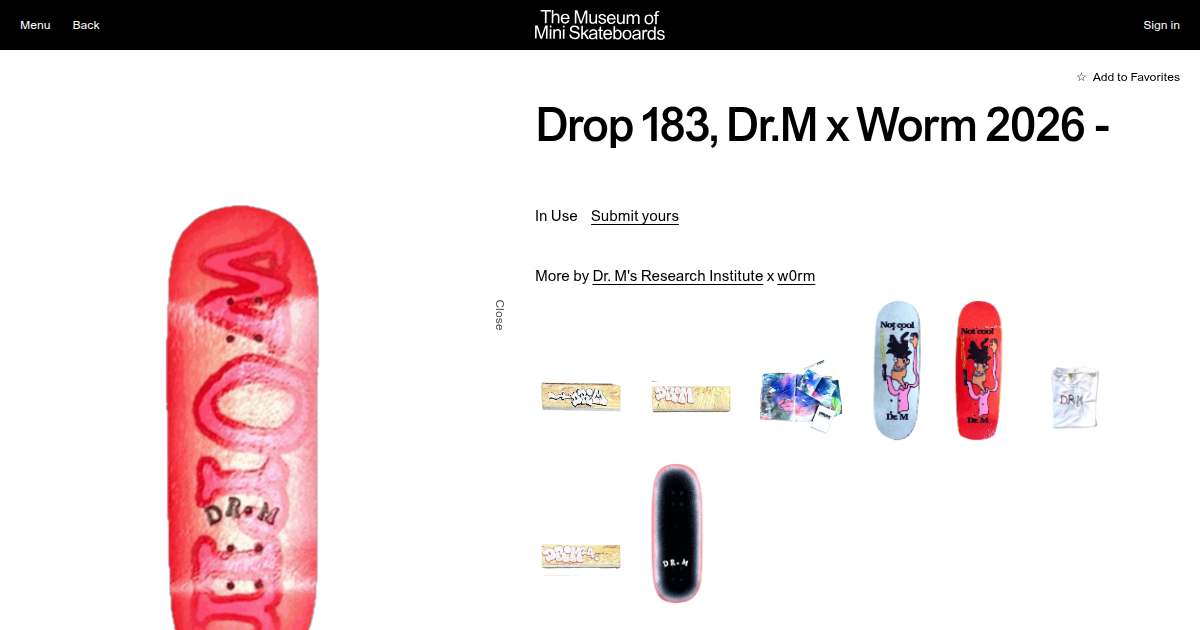 Menu
Back
The Museum of
Mini Skateboards
Sign in
☆ Add to Favorites
Drop 183, Dr.M x Worm 2026 -
In Use
Submit yours
More by Dr. M's Research Institute x w0rm
Close
DR.M
Not cool
Dr. M
Not cool
Dr. M
DR.M
DR.M